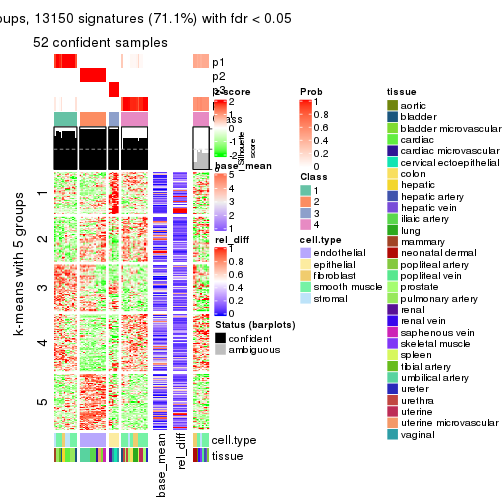 oups, 13150 signatures (71.1%) with fdr < 0.05
52 confident samples
p1
p2
p3
p4
Class
Silhouette
score
1
2
3
4
5
k-means with 5 groups
cell.type
tissue
base_mean
rel_diff
z-score
2
1
0
-1
-2
base_mean
5
4
3
2
1
rel_diff
1
0.8
0.6
0.4
0.2
0
Status (barplots)
confident
ambiguous
Prob
1
0.8
0.6
0.4
0.2
0
Class
1
2
3
4
cell.type
endothelial
epithelial
fibroblast
smooth muscle
stromal
tissue
aortic
bladder
bladder microvascular
cardiac
cardiac microvascular
cervical ectoepithelial
colon
hepatic
hepatic artery
hepatic vein
iliac artery
lung
mammary
neonatal dermal
popliteal artery
popliteal vein
prostate
pulmonary artery
renal
renal vein
saphenous vein
skeletal muscle
spleen
tibial artery
umbilical artery
ureter
urethra
uterine
uterine microvascular
vaginal